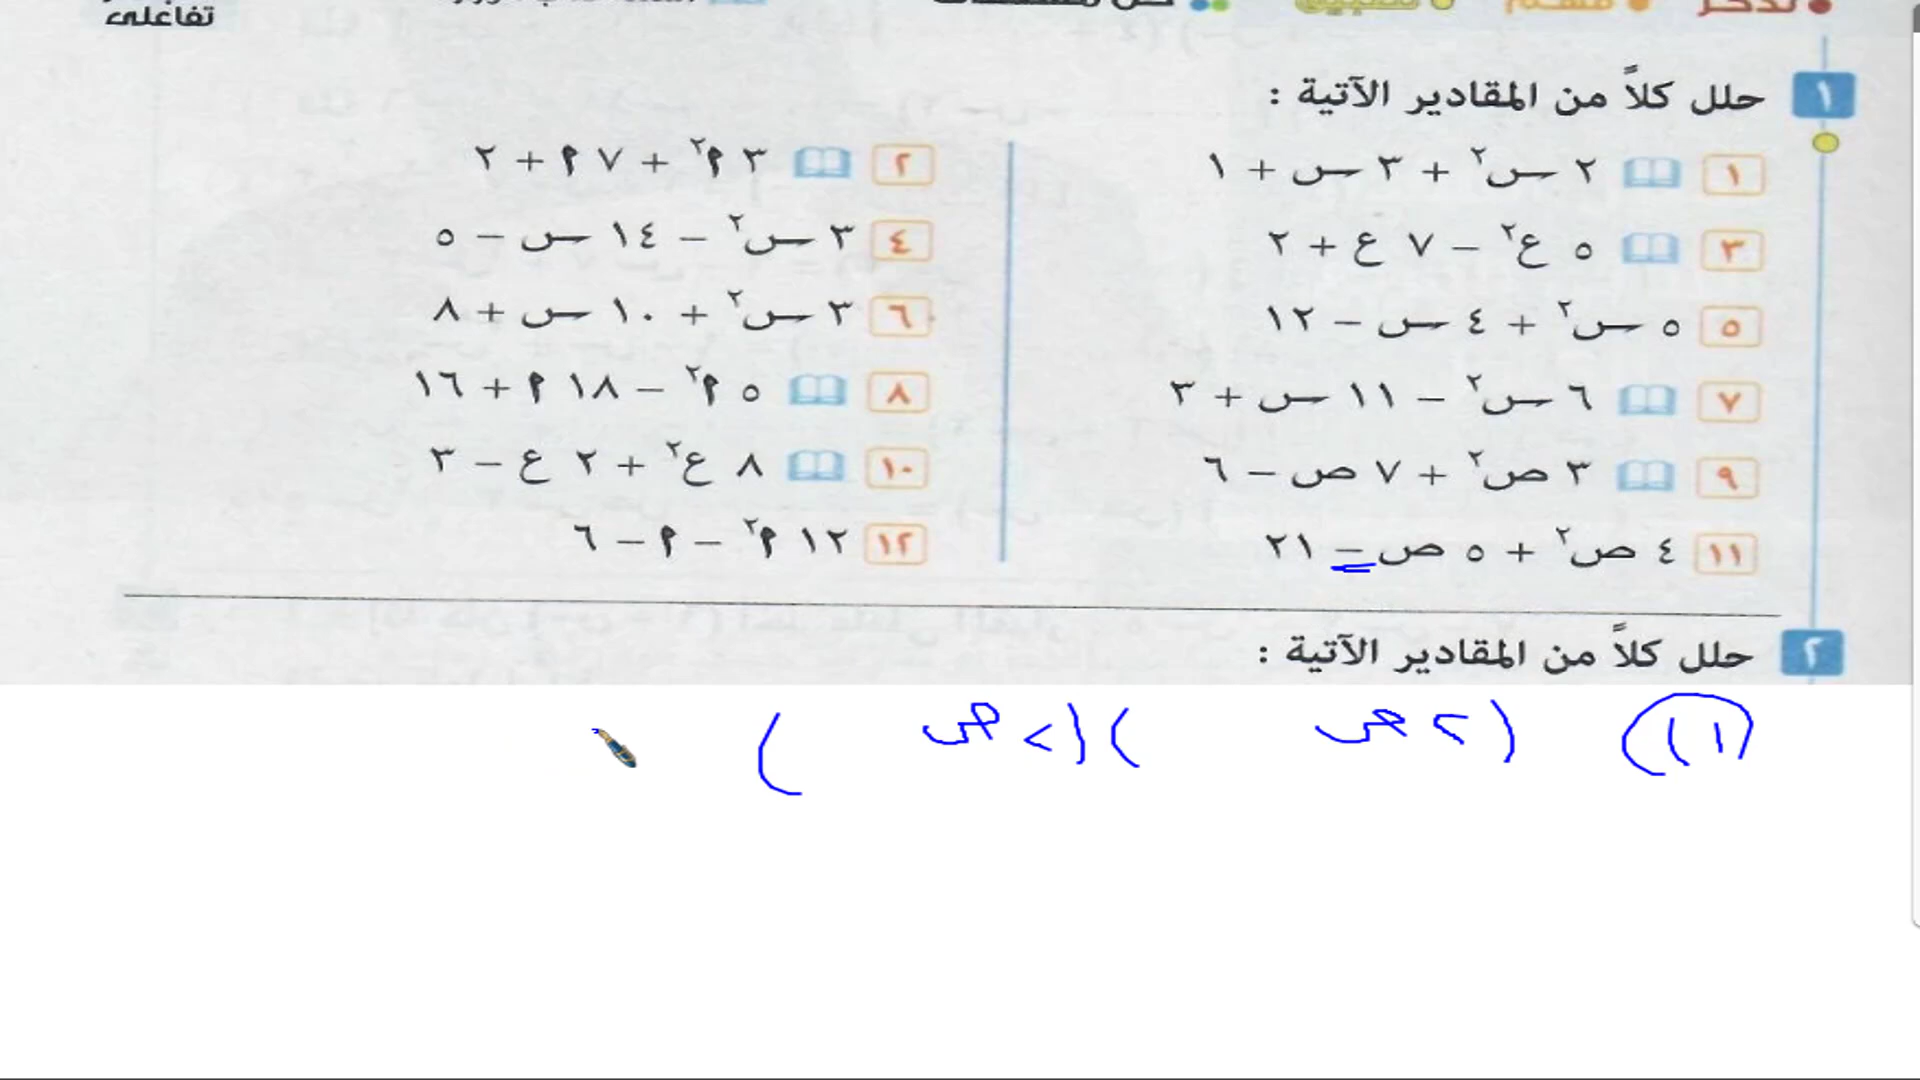 تفاعلى
١ حلل كلاً من المقادير الآتية :
١ ٢ س٢ + ٣ س + ١
٢ ٣ م٢ + ٧ م + ٢
٣ ٥ ع٢ − ٧ ع + ٢
٤ ٣ س٢ − ١٤ س − ٥
٥ ٥ س٢ + ٤ س − ١٢
٦ ٣ س٢ + ١٠ س + ٨
٧ ٦ س٢ − ١١ س + ٣
٨ ٥ م٢ − ١٨ م + ١٦
٩ ٣ ص٢ + ٧ ص − ٦
١٠ ٨ ع٢ + ٢ ع − ٣
١١ ٤ ص٢ + ٥ ص − ٢١
١٢ ١٢ م٢ − م − ٦
٢ حلل كلاً من المقادير الآتية :
(١١) (٢ص )(٢ص )